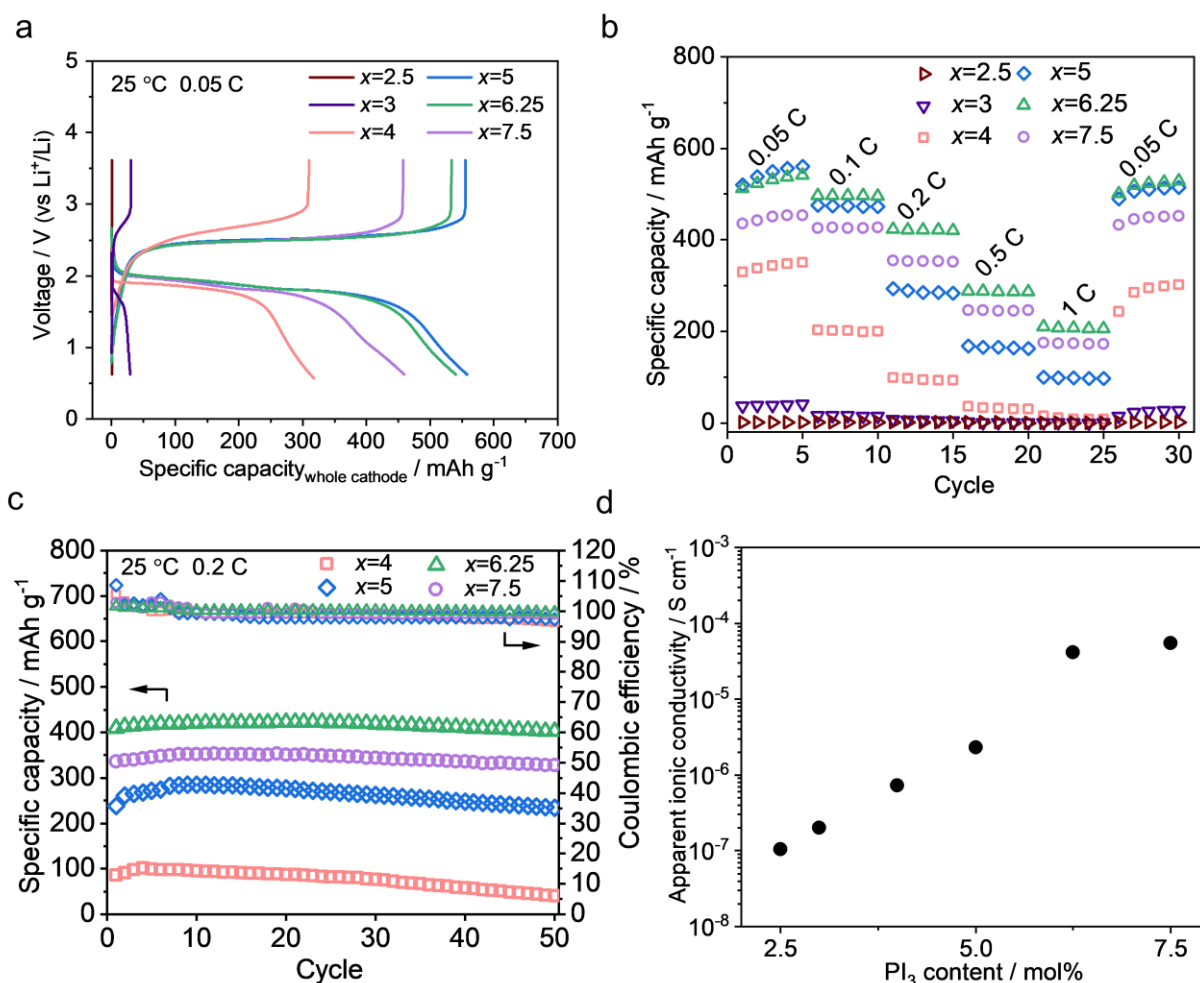 a
25 °C 0.05 C
x=2.5
x=5
x=3
x=6.25
x=4
x=7.5
5
4
3
2
1
0
Voltage / V (vs Li⁺/Li)
0 100 200 300 400 500 600 700
Specific capacity whole cathode / mAh g⁻¹
b
x=2.5
x=5
x=3
x=6.25
x=4
x=7.5
0.05 C
0.1 C
0.2 C
0.5 C
1 C
0.05 C
800
600
400
200
0
Specific capacity / mAh g⁻¹
0 5 10 15 20 25 30
Cycle
c
25 °C 0.2 C
x=4
x=6.25
x=5
x=7.5
800
700
600
500
400
300
200
100
0
Specific capacity / mAh g⁻¹
120
110
100
90
80
70
60
50
40
30
20
10
0
Coulombic efficiency / %
0 10 20 30 40 50
Cycle
d
10⁻³
10⁻⁴
10⁻⁵
10⁻⁶
10⁻⁷
10⁻⁸
Apparent ionic conductivity / S cm⁻¹
2.5 5.0 7.5
PI₃ content / mol%